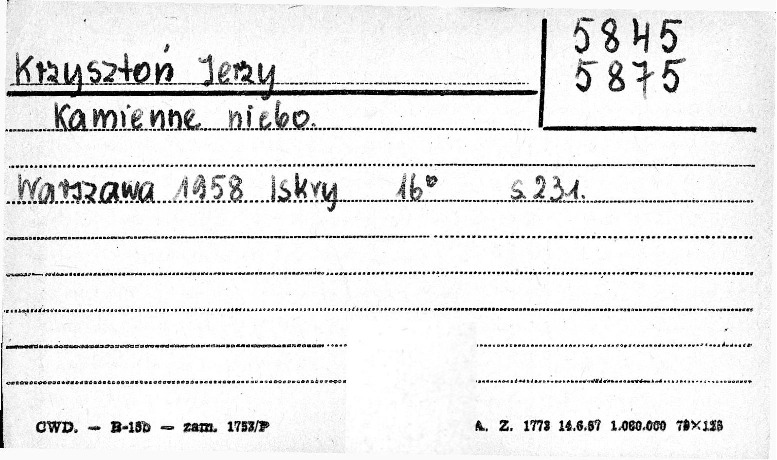 5845
5875
Krzysztoń Jerzy
Kamienne niebo.
Warszawa 1958 Iskry 16° s. 231.
CWD. — B-15b — zam. 1753/P
A. Z. 1773 14.6.57 1.060.000 79×125